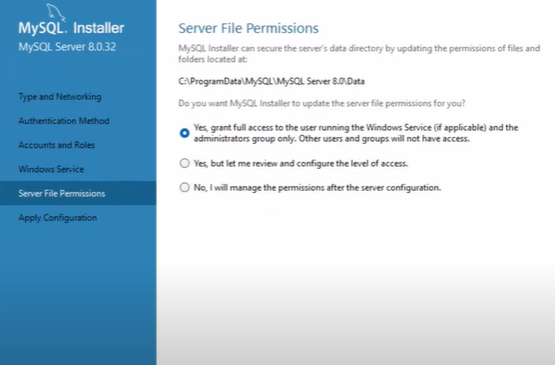 MySQL. Installer
MySQL Server 8.0.32
Type and Networking
Authentication Method
Accounts and Roles
Windows Service
Server File Permissions
Apply Configuration
Server File Permissions
MySQL Installer can secure the server's data directory by updating the permissions of files and
folders located at:
C:\ProgramData\MySQL\MySQL Server 8.0\Data
Do you want MySQL Installer to update the server file permissions for you?
Yes, grant full access to the user running the Windows Service (if applicable) and the
administrators group only. Other users and groups will not have access.
Yes, but let me review and configure the level of access.
No, I will manage the permissions after the server configuration.